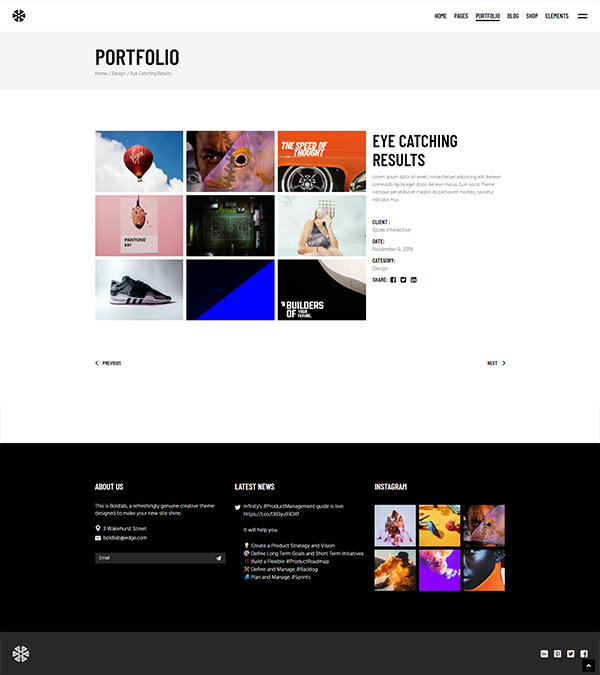 HOME PAGES PORTFOLIO BLOG SHOP ELEMENTS
PORTFOLIO
Home / Design / Eye Catching Results
Virgin
THE SPEED OF
THOUGHT
PANTONE
691
BUILDERS
OF YOUR
FUTURE.
EYE CATCHING
RESULTS
Lorem ipsum dolor sit amet, consectetuer adipiscing elit. Aenean
commodo ligula eget dolor. Aenean massa. Cum sociis Theme
natoque penatibus et magnis dis parturient montes, nascetur
ridiculus mus.
CLIENT :
Qode Interactive
DATE:
November 9, 2018
CATEGORY:
Design
SHARE:
PREVIOUS
NEXT
ABOUT US
This is Boldlab, a refreshingly genuine creative theme
designed to make your new site shine.
3 Wakehurst Street
boldlab@edge.com
Email
LATEST NEWS
Infinity's #ProductManagement guide is live:
It will help you:
Create a Product Strategy and Vision
Define Long Term Goals and Short Term Initiatives
Build a Flexible #ProductRoadmap
Define and Manage #Backlog
Plan and Manage #Sprints
INSTAGRAM